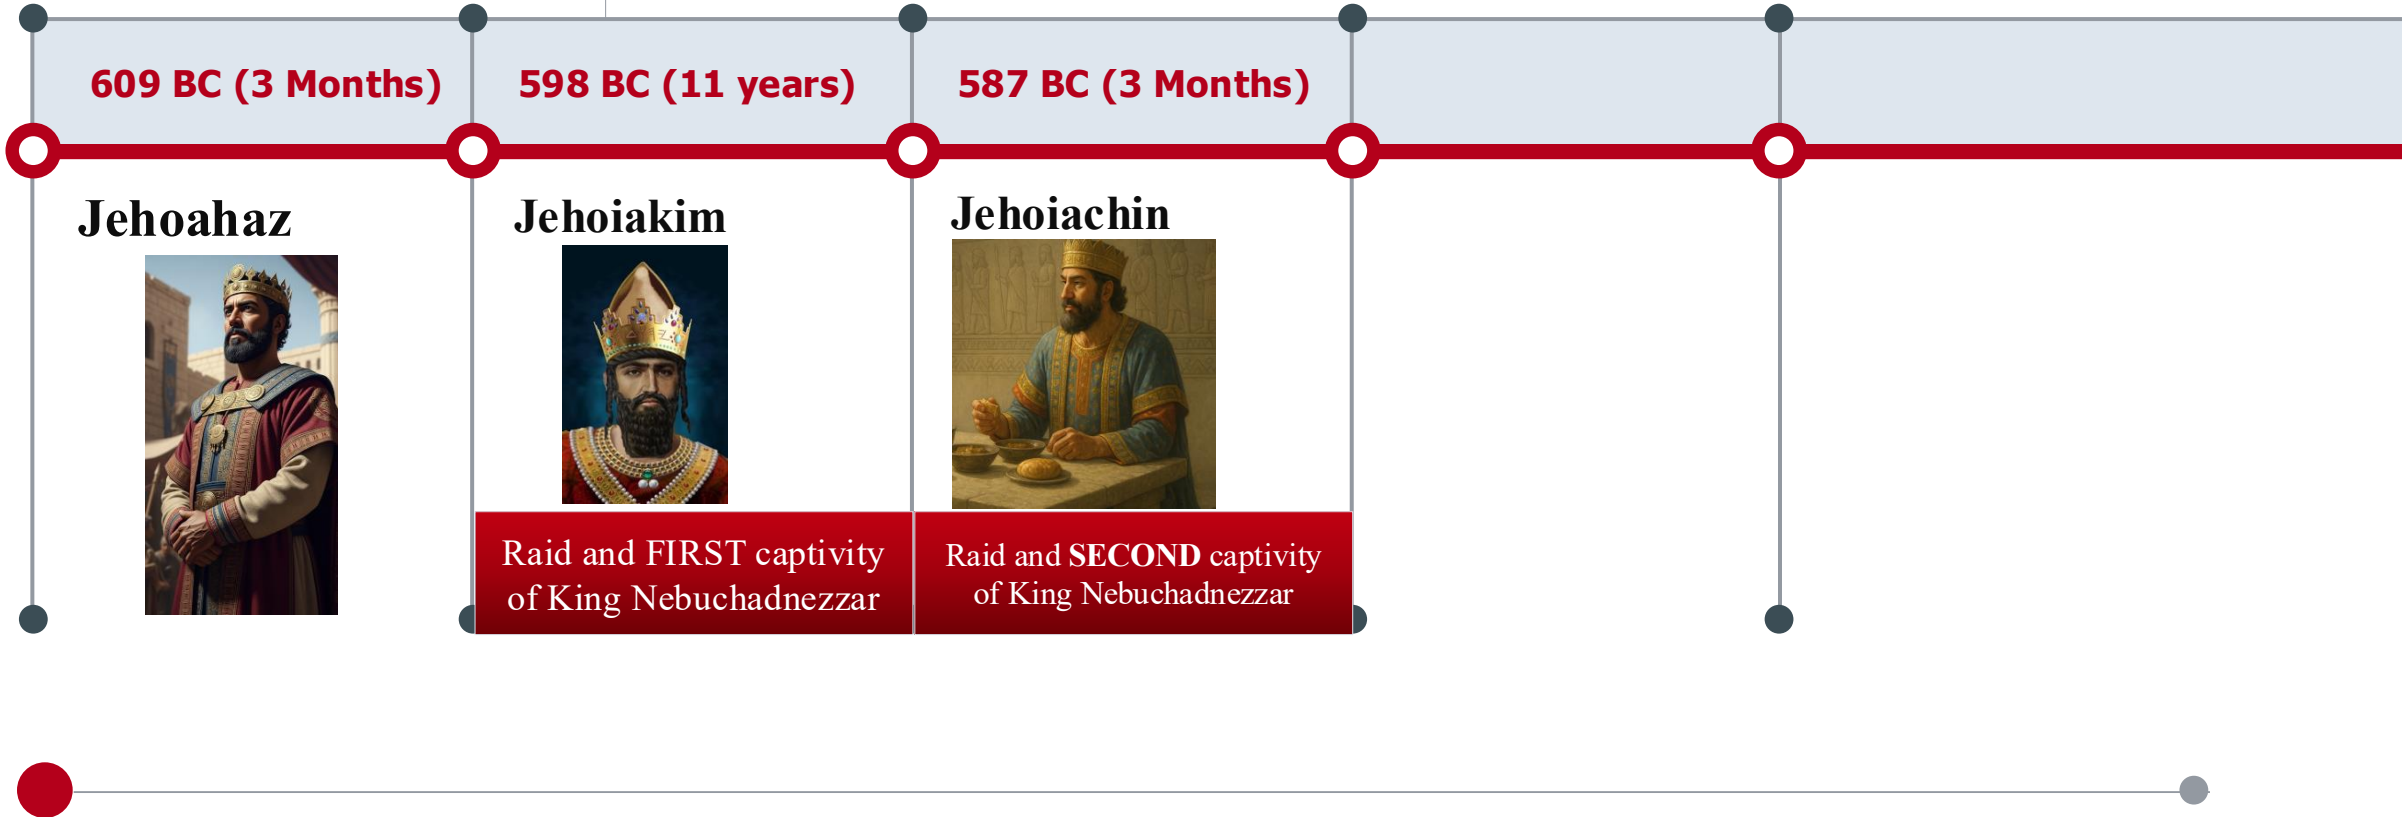 609 BC (3 Months)
598 BC (11 years)
587 BC (3 Months)
Jehoahaz
Jehoiakim
Jehoiachin
Raid and FIRST captivity
of King Nebuchadnezzar
Raid and SECOND captivity
of King Nebuchadnezzar